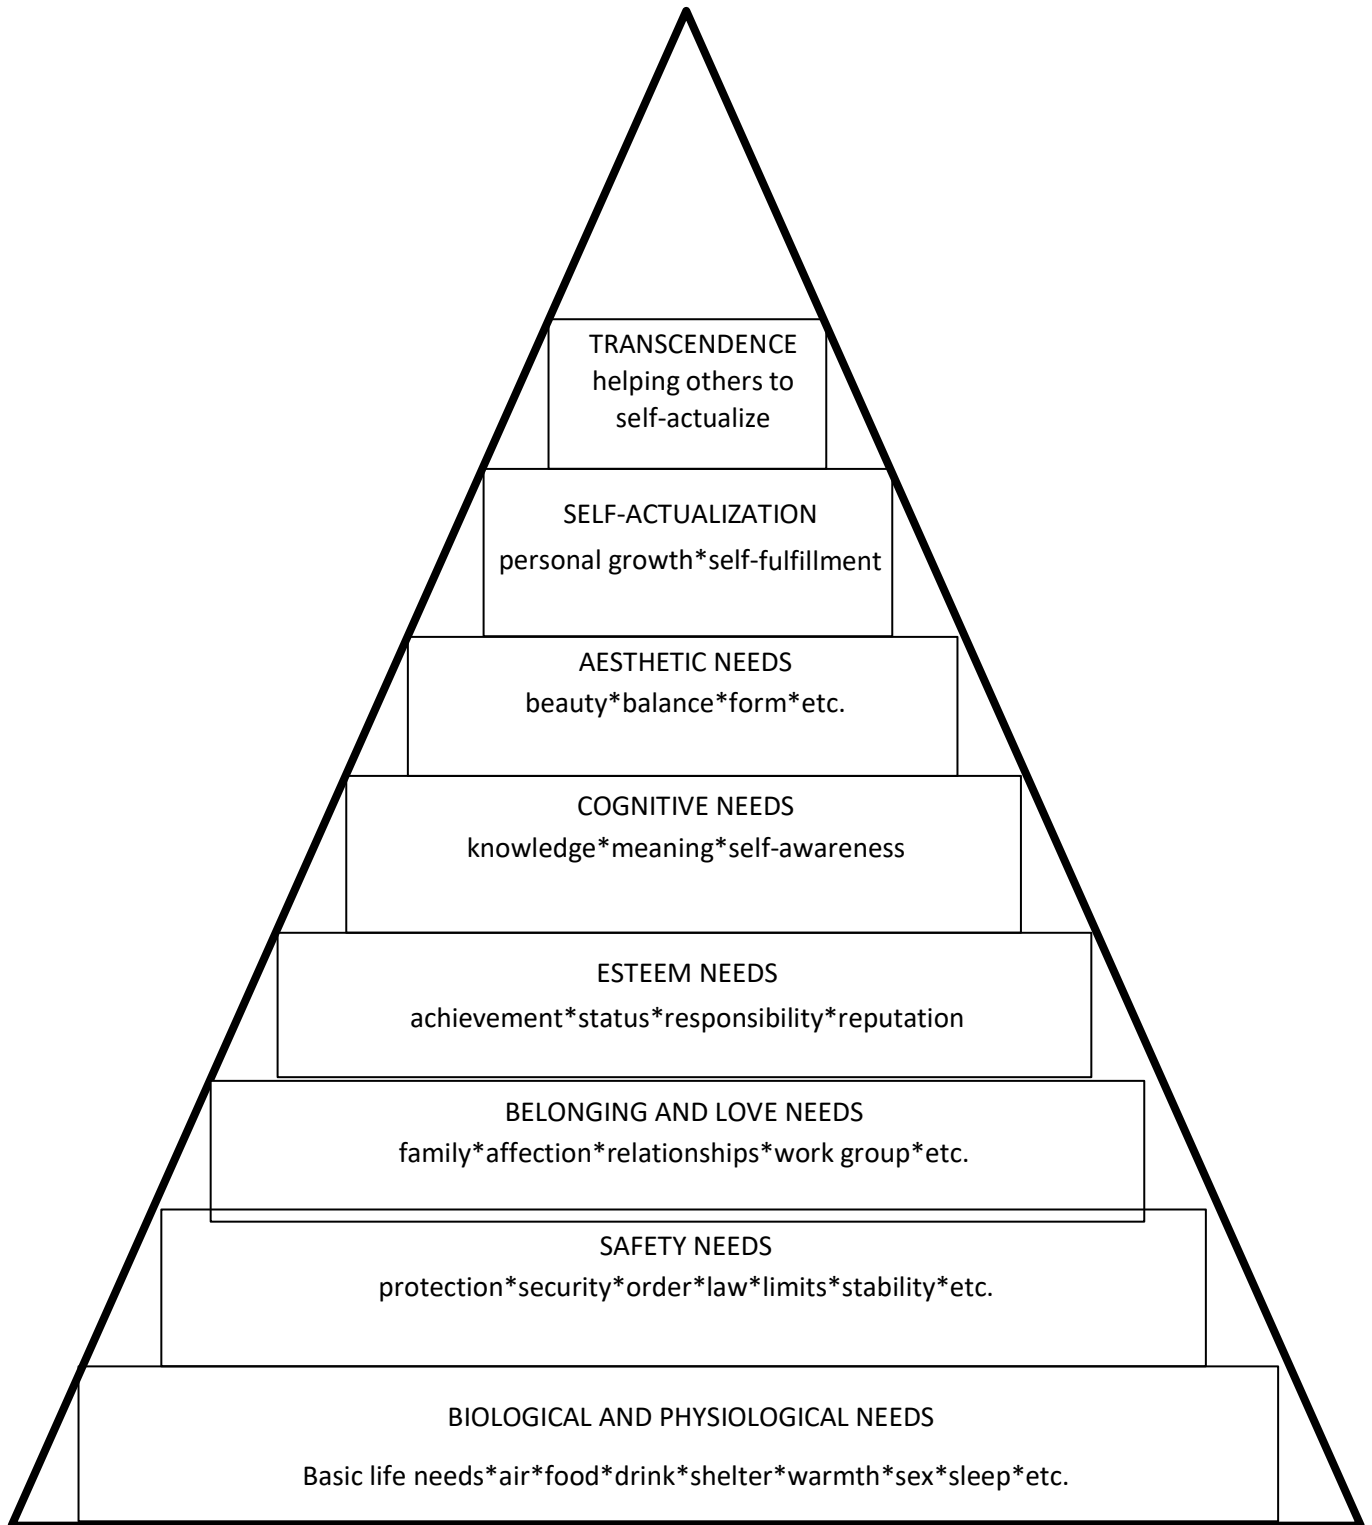 TRANSCENDENCE
helping others to
self-actualize
SELF-ACTUALIZATION
personal growth*self-fulfillment
AESTHETIC NEEDS
beauty*balance*form*etc.
COGNITIVE NEEDS
knowledge*meaning*self-awareness
ESTEEM NEEDS
achievement*status*responsibility*reputation
BELONGING AND LOVE NEEDS
family*affection*relationships*work group*etc.
SAFETY NEEDS
protection*security*order*law*limits*stability*etc.
BIOLOGICAL AND PHYSIOLOGICAL NEEDS
Basic life needs*air*food*drink*shelter*warmth*sex*sleep*etc.